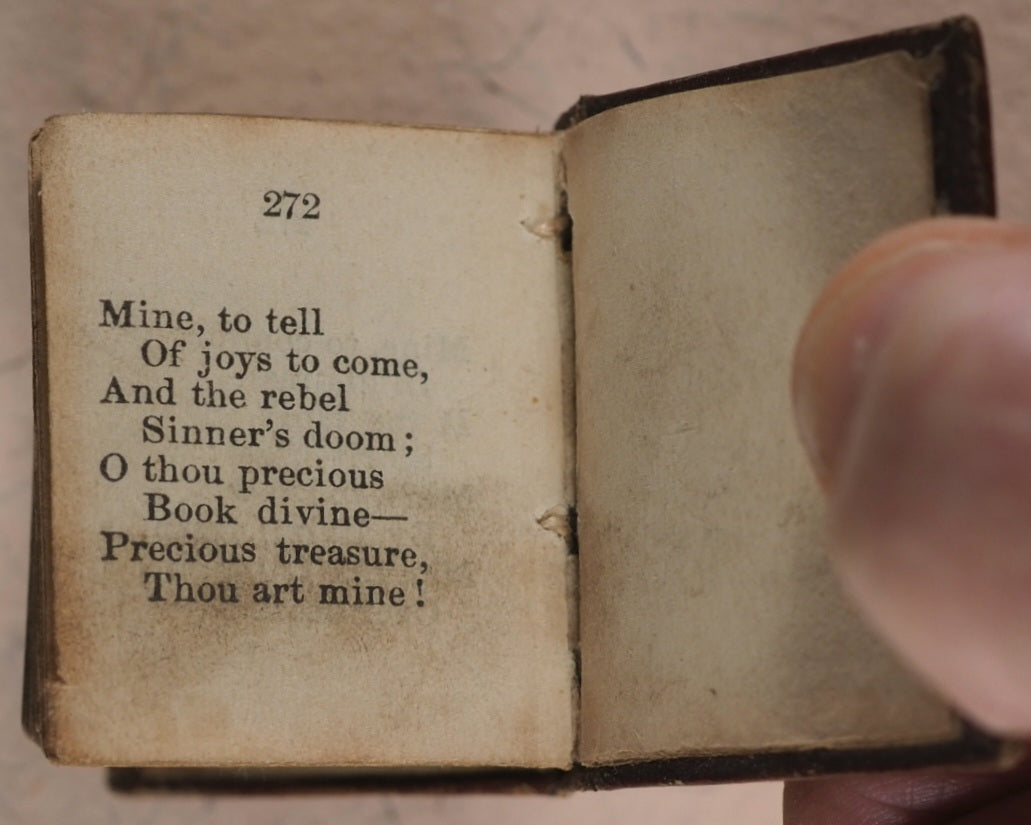 272
Mine, to tell
Of joys to come,
And the rebel
Sinner's doom;
O thou precious
Book divine—
Precious treasure,
Thou art mine!